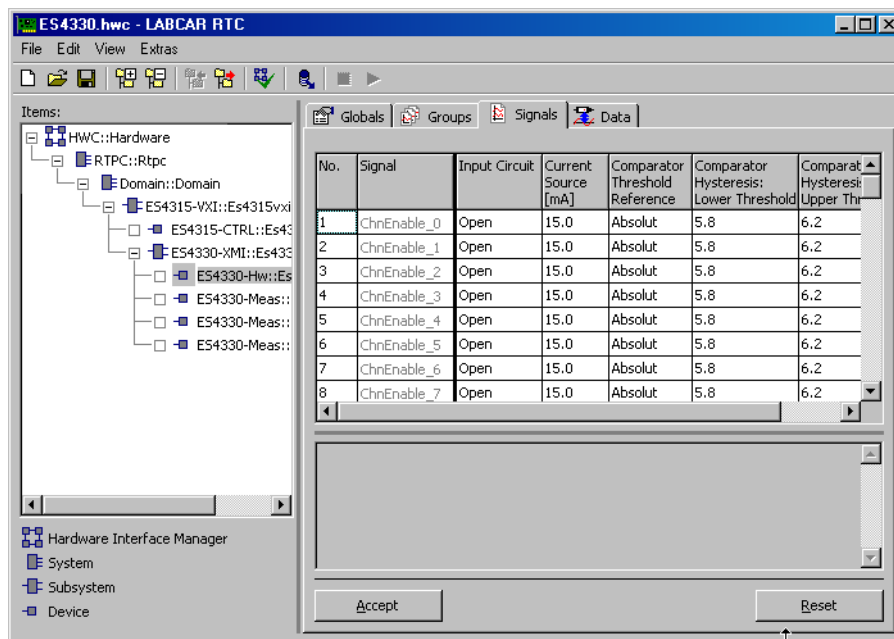 ES4330.hwc - LABCAR RTC
File Edit View Extras
Items:
HWC::Hardware
RTPC::Rtpc
Domain::Domain
ES4315-VXI::Es4315vxi
ES4315-CTRL::Es43
ES4330-XMI::Es433
ES4330-Hw::Es
ES4330-Meas::
ES4330-Meas::
ES4330-Meas::
Hardware Interface Manager
System
Subsystem
Device
Globals Groups Signals Data
No. Signal Input Circuit Current Source [mA] Comparator Threshold Reference Comparator Hysteresis: Lower Threshold Comparat Hysteresi Upper Thr
1 ChnEnable_0 Open 15.0 Absolut 5.8 6.2
2 ChnEnable_1 Open 15.0 Absolut 5.8 6.2
3 ChnEnable_2 Open 15.0 Absolut 5.8 6.2
4 ChnEnable_3 Open 15.0 Absolut 5.8 6.2
5 ChnEnable_4 Open 15.0 Absolut 5.8 6.2
6 ChnEnable_5 Open 15.0 Absolut 5.8 6.2
7 ChnEnable_6 Open 15.0 Absolut 5.8 6.2
8 ChnEnable_7 Open 15.0 Absolut 5.8 6.2
Accept Reset